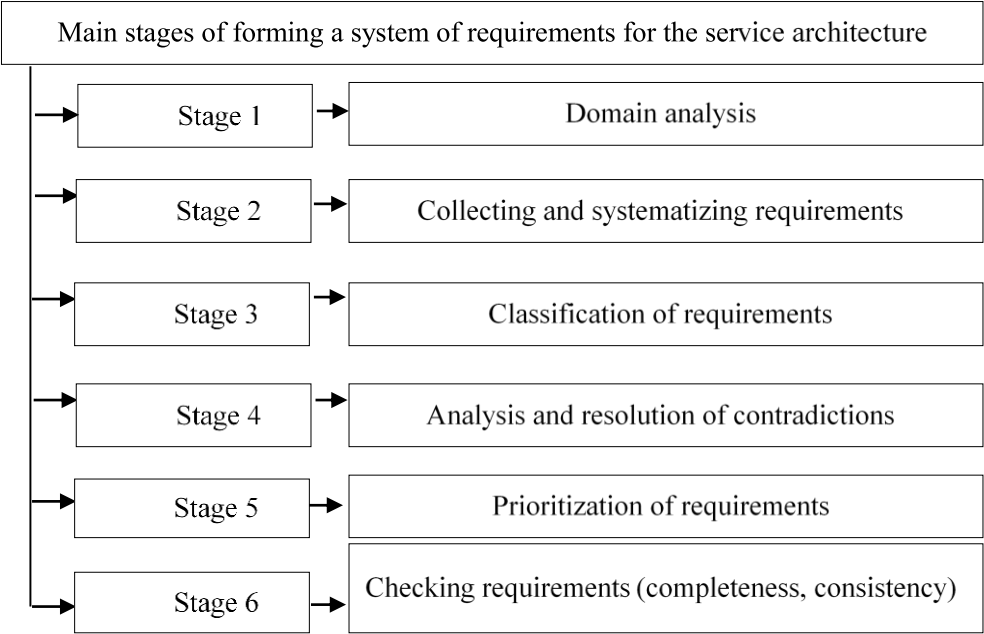 Main stages of forming a system of requirements for the service architecture
Stage 1
Domain analysis
Stage 2
Collecting and systematizing requirements
Stage 3
Classification of requirements
Stage 4
Analysis and resolution of contradictions
Stage 5
Prioritization of requirements
Stage 6
Checking requirements (completeness, consistency)